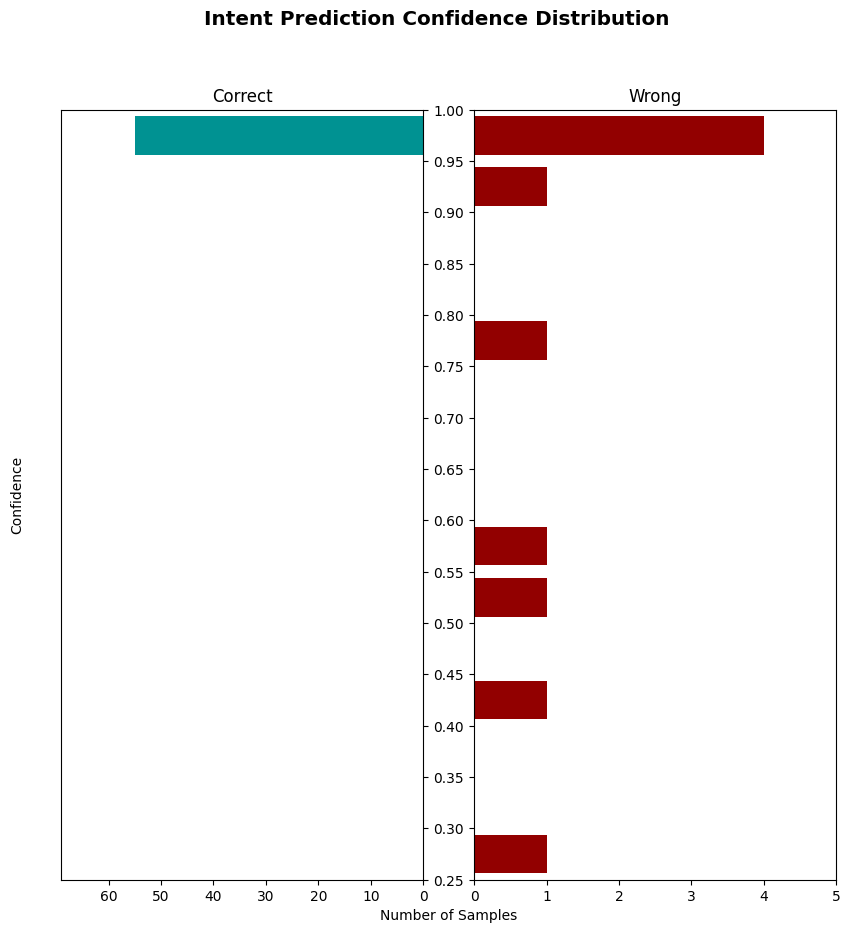 Intent Prediction Confidence Distribution
Correct
Wrong
Confidence
1.00
0.95
0.90
0.85
0.80
0.75
0.70
0.65
0.60
0.55
0.50
0.45
0.40
0.35
0.30
0.25
60 50 40 30 20 10 0
0 1 2 3 4 5
Number of Samples